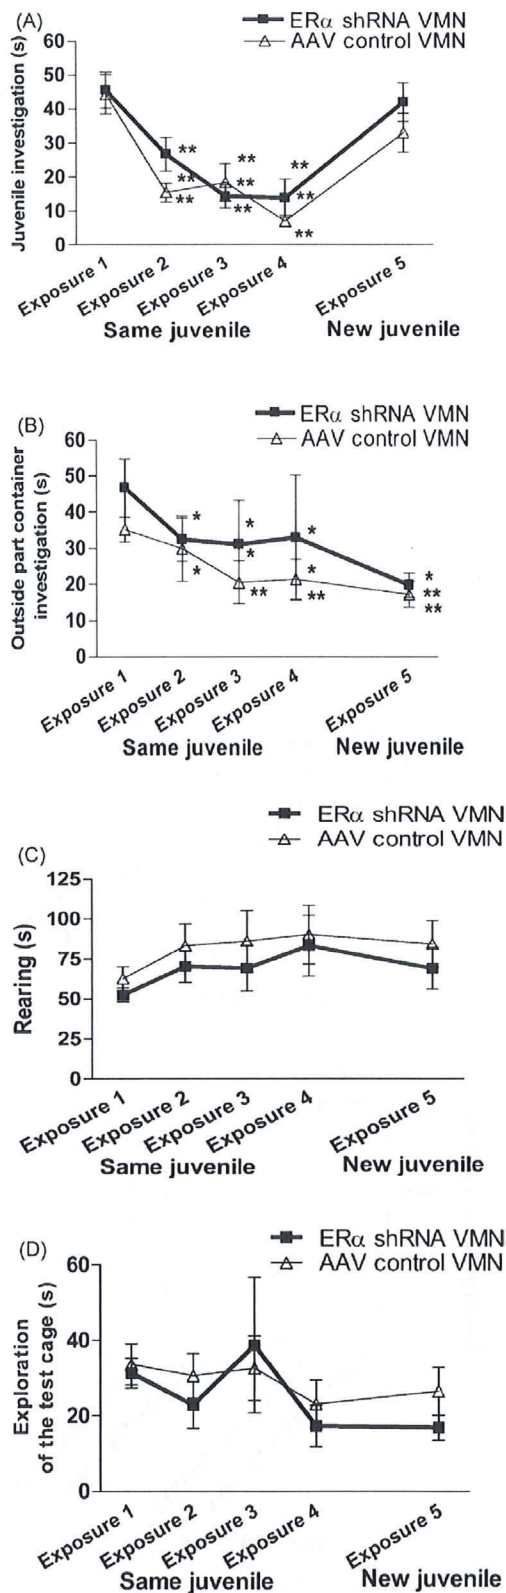 (A)
ERα shRNA VMN
AAV control VMN
Juvenile investigation (s)
60
50
40
30
20
10
0
**
**
**
**
**
**
**
**
**
Exposure 1
Exposure 2
Exposure 3
Exposure 4
Exposure 5
Same juvenile
New juvenile
(B)
ERα shRNA VMN
AAV control VMN
Outside part container
investigation (s)
60
50
40
30
20
10
0
*
*
*
*
**
*
*
**
*
**
**
Exposure 1
Exposure 2
Exposure 3
Exposure 4
Exposure 5
Same juvenile
New juvenile
(C)
ERα shRNA VMN
AAV control VMN
Rearing (s)
125
100
75
50
25
0
Exposure 1
Exposure 2
Exposure 3
Exposure 4
Exposure 5
Same juvenile
New juvenile
(D)
ERα shRNA VMN
AAV control VMN
Exploration
of the test cage (s)
60
40
20
0
Exposure 1
Exposure 2
Exposure 3
Exposure 4
Exposure 5
Same juvenile
New juvenile